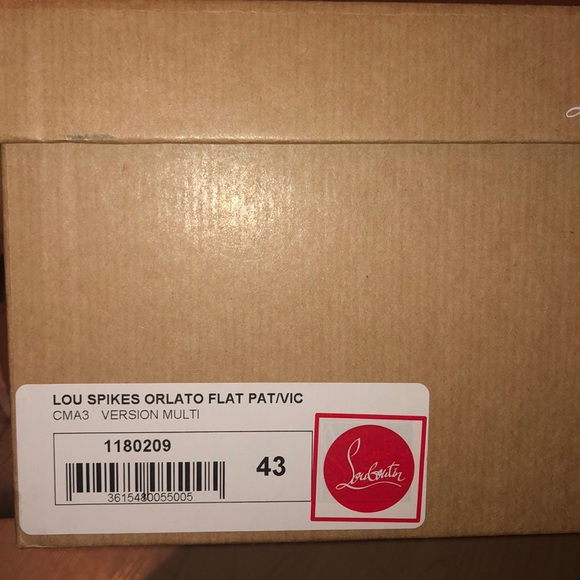 LOU SPIKES ORLATO FLAT PAT/VIC
CMA3 VERSION MULTI
1180209
43
3615480055005
Louboutin